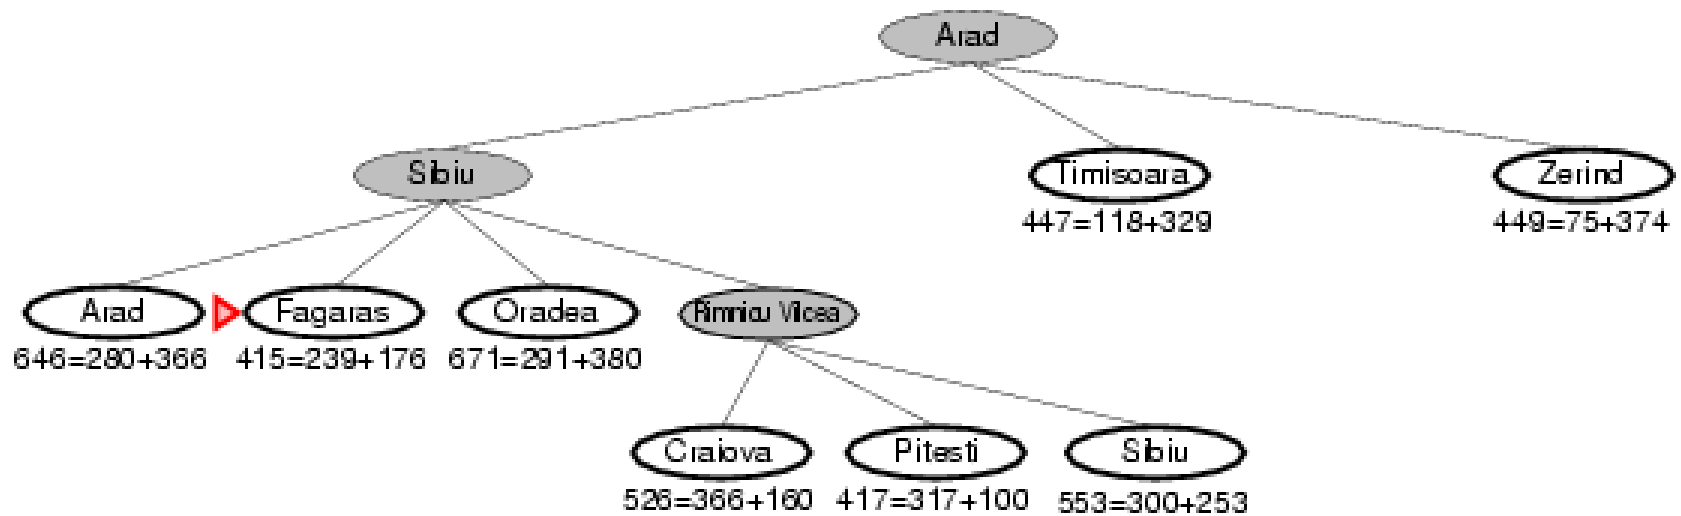 Arad
Sibiu
Timisoara
Zerind
447=118+329
449=75+374
Arad
Fagaras
Oradea
Rimnicu Vilcea
646=280+366
415=239+176
671=291+380
Craiova
Pitesti
Sibiu
526=366+160
417=317+100
553=300+253